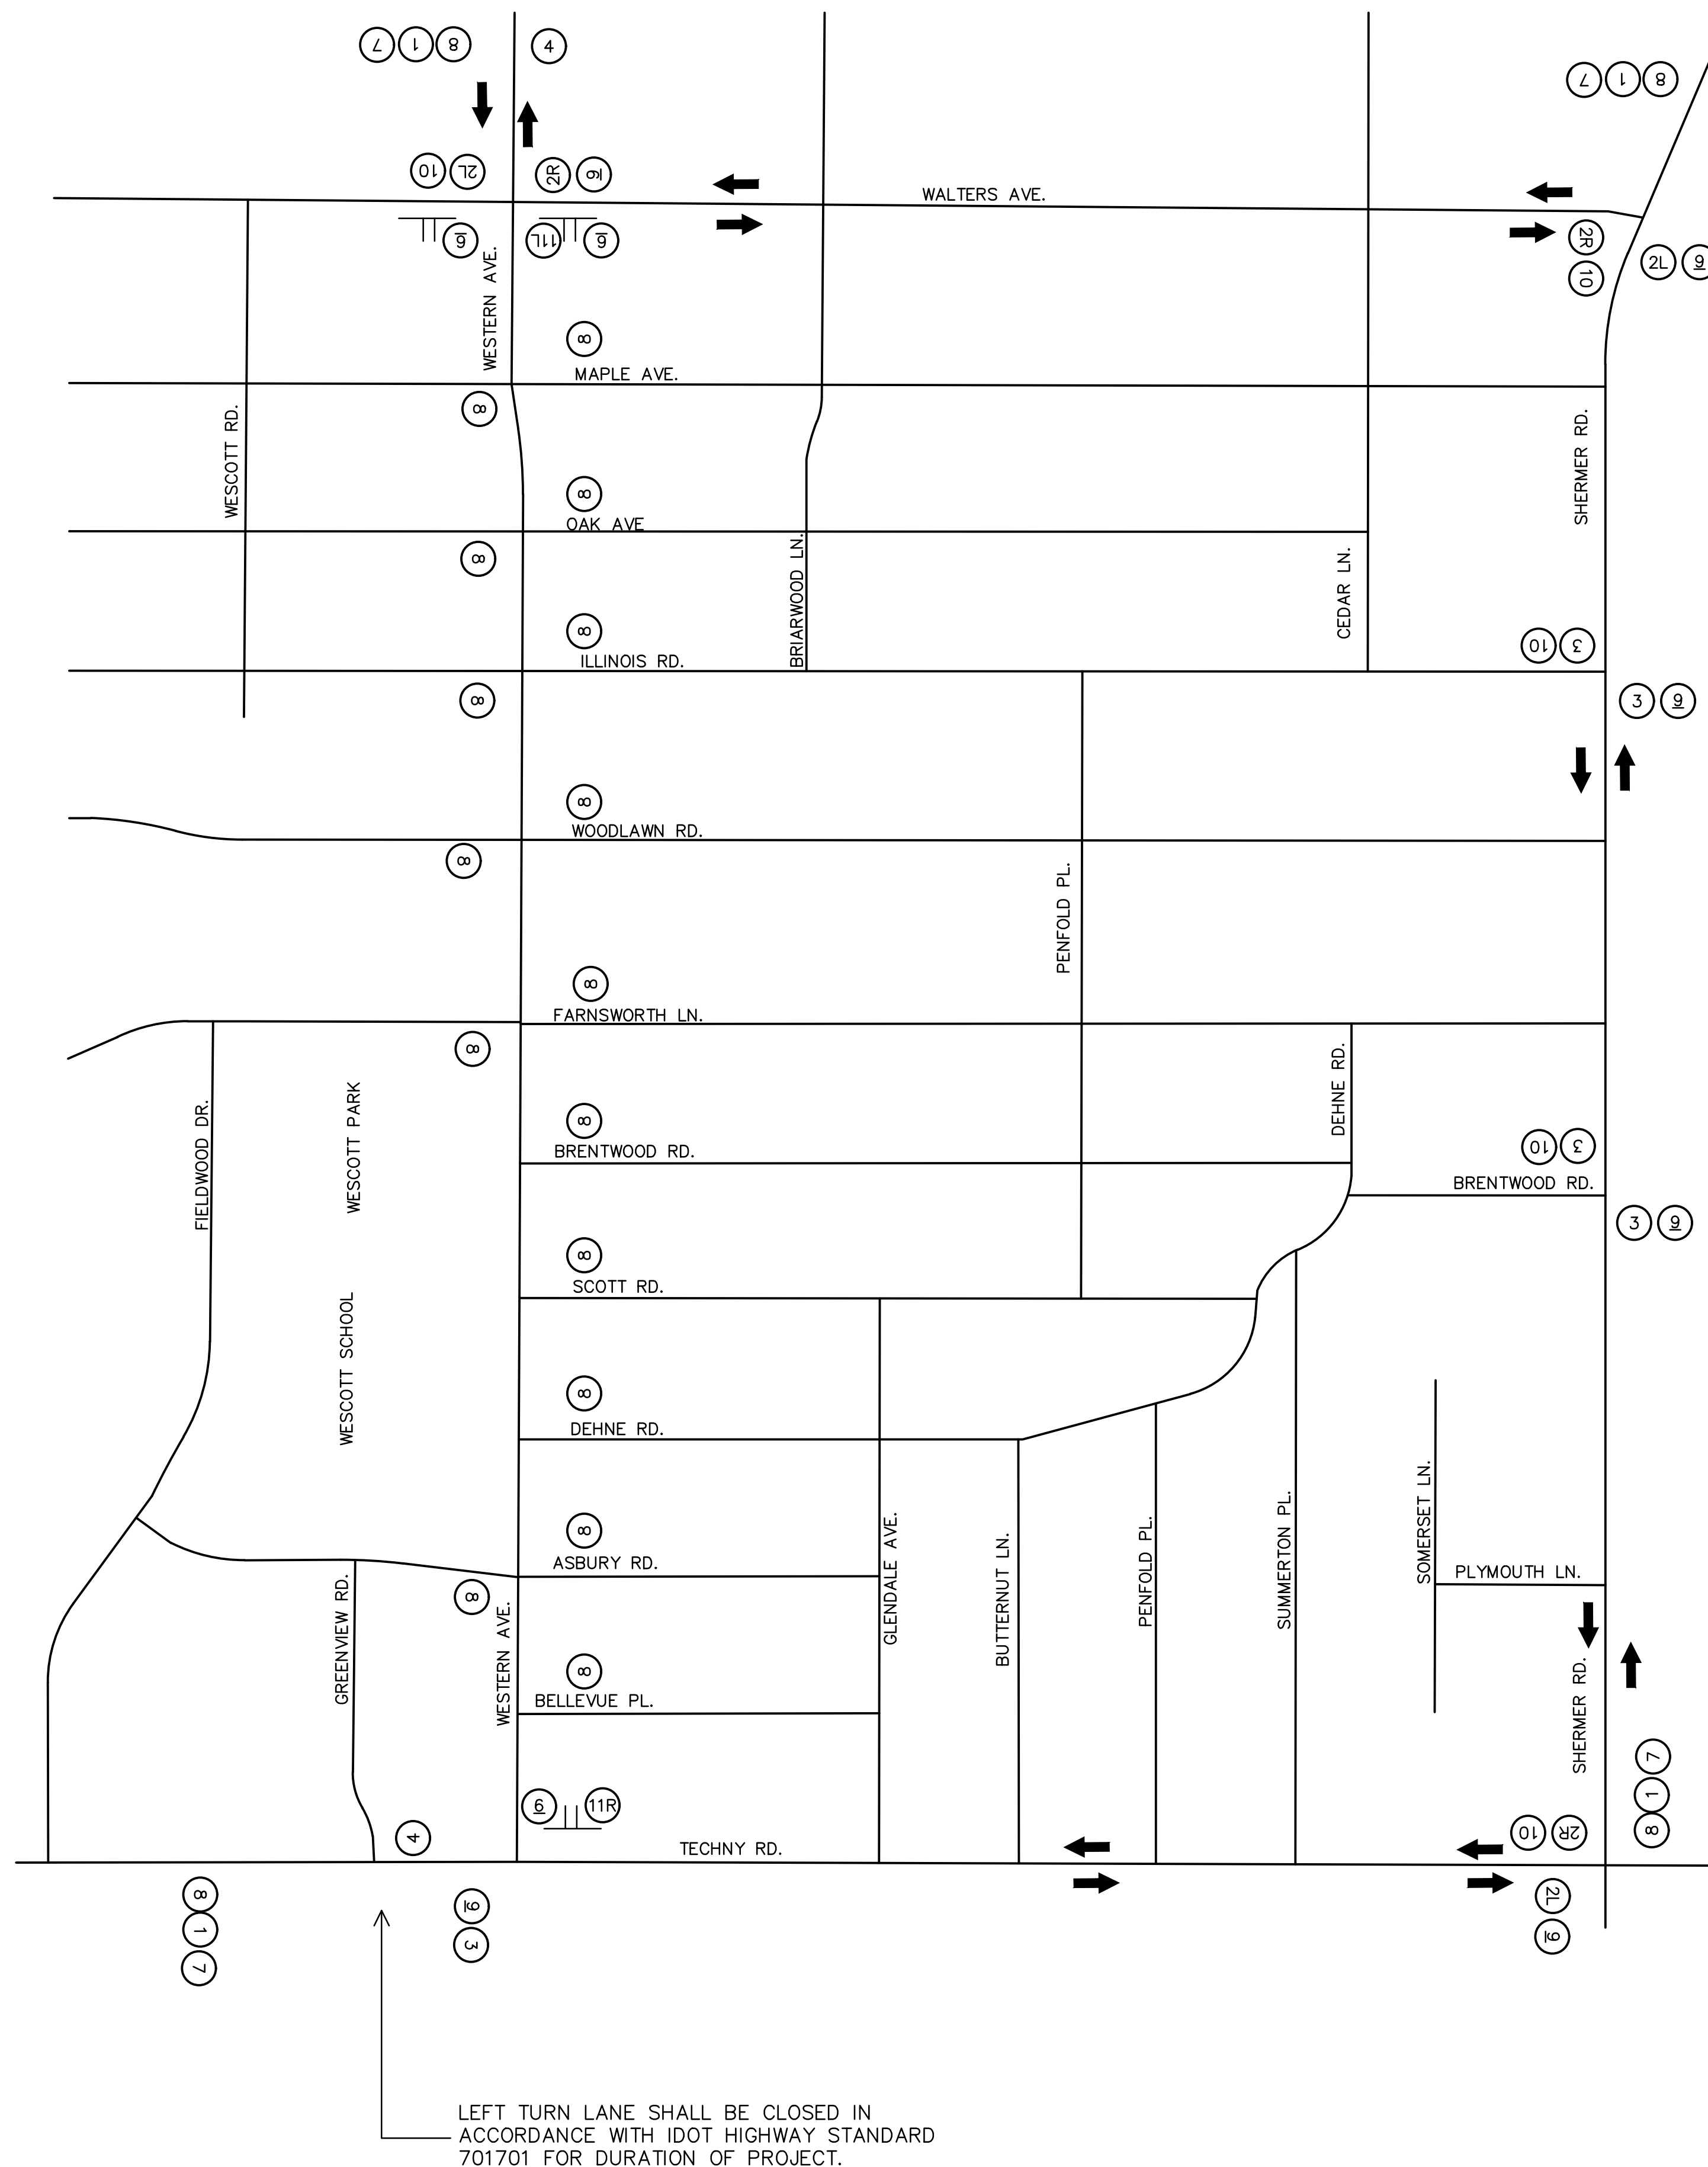 7 1 8
4
7 1 8
10 2L
2R 9
WALTERS AVE.
6
11L 6
2R
10
2L 9
WESTERN AVE.
8
MAPLE AVE.
8
WESCOTT RD.
SHERMER RD.
8
OAK AVE
8
BRIARWOOD LN.
CEDAR LN.
8
ILLINOIS RD.
10 3
8
3 9
8
WOODLAWN RD.
8
PENFOLD PL.
8
FARNSWORTH LN.
8
DEHNE RD.
WESCOTT PARK
FIELDWOOD DR.
8
BRENTWOOD RD.
10 3
BRENTWOOD RD.
3 9
8
SCOTT RD.
WESCOTT SCHOOL
8
DEHNE RD.
8
ASBURY RD.
GLENDALE AVE.
BUTTERNUT LN.
PENFOLD PL.
SUMMERTON PL.
SOMERSET LN.
PLYMOUTH LN.
8
GREENVIEW RD.
WESTERN AVE.
8
BELLEVUE PL.
SHERMER RD.
7
1
8
6 11R
4
TECHNY RD.
10 2R
8
1
7
9
3
2L
9
LEFT TURN LANE SHALL BE CLOSED IN
ACCORDANCE WITH IDOT HIGHWAY STANDARD
701701 FOR DURATION OF PROJECT.